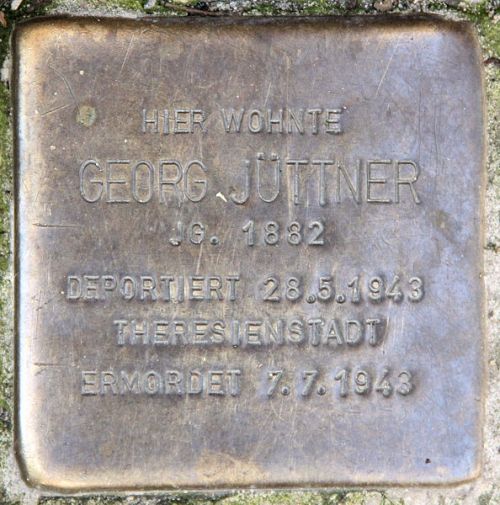 HIER WOHNTE
GEORG JÜTTNER
JG. 1882
DEPORTIERT 28.5.1943
THERESIENSTADT
ERMORDET 7.7.1943